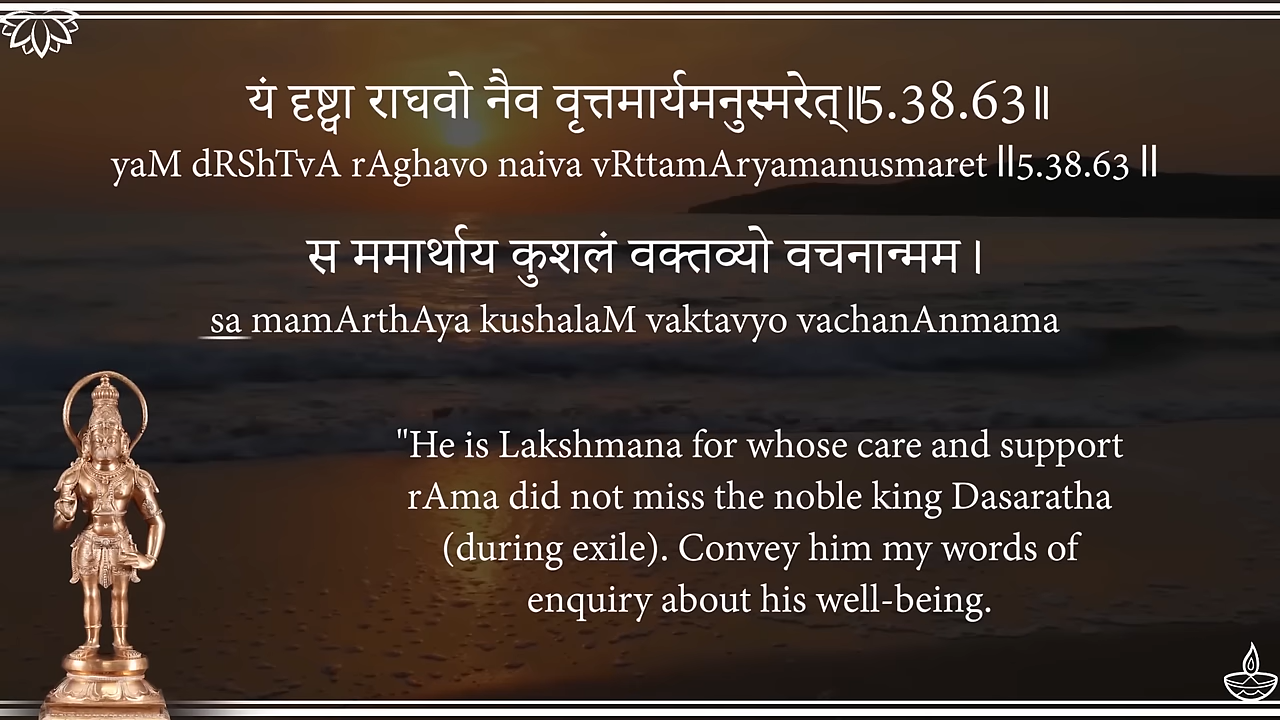 यं दृष्ट्वा राघवो नैव वृत्तमार्यमनुस्मरेत्॥5.38.63॥
yaM dRShTvA rAghavo naiva vRttamAryamanusmaret ||5.38.63 ||
स ममार्थाय कुशलं वक्तव्यो वचनान्मम।
sa mamArthAya kushalaM vaktavyo vachanAnmama
"He is Lakshmana for whose care and support
rAma did not miss the noble king Dasaratha
(during exile). Convey him my words of
enquiry about his well-being.